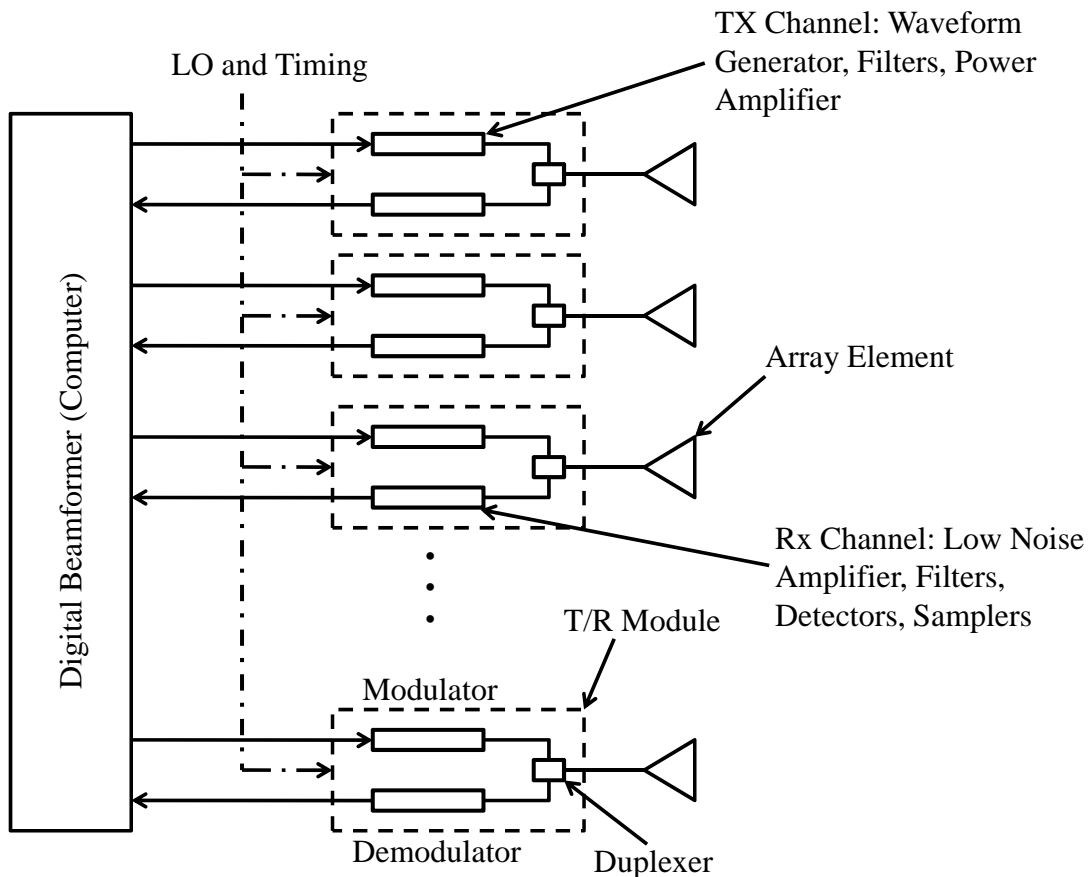 TX Channel: Waveform
Generator, Filters, Power
Amplifier
LO and Timing
Digital Beamformer (Computer)
Array Element
Rx Channel: Low Noise
Amplifier, Filters,
Detectors, Samplers
T/R Module
Modulator
Demodulator
Duplexer